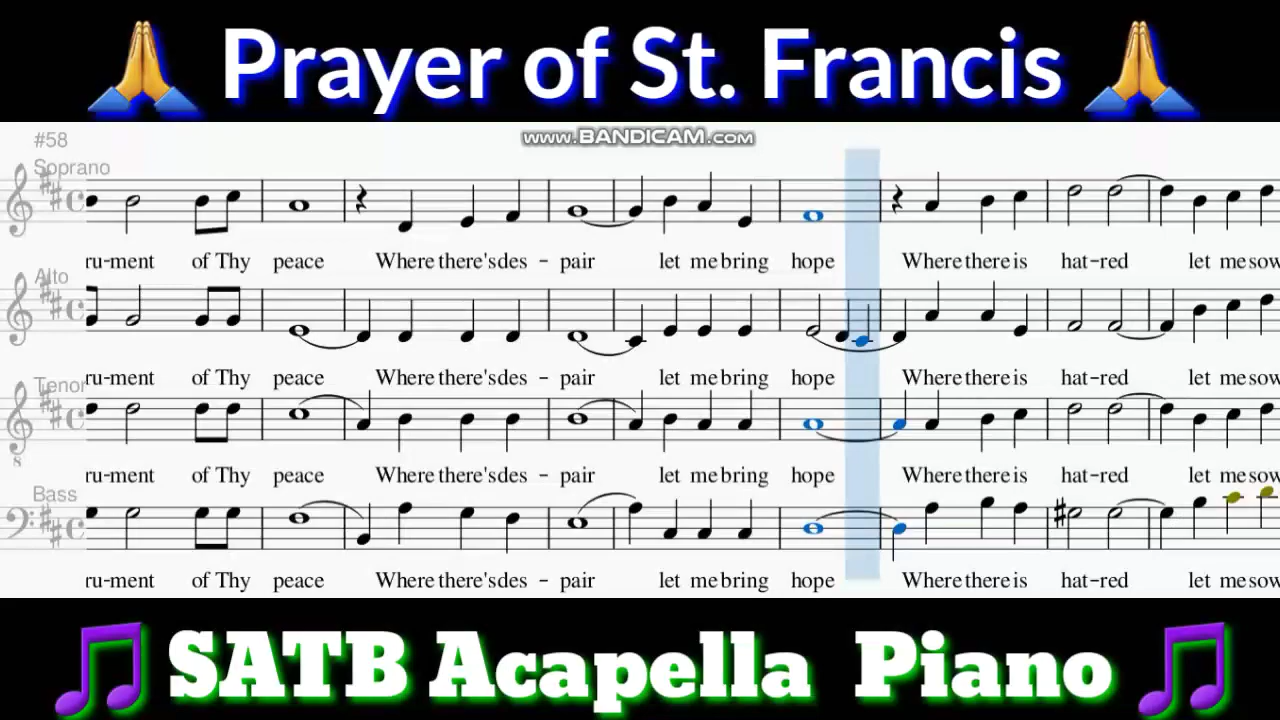 Prayer of St. Francis
#58
www.BANDICAM.com
Soprano
ru-ment of Thy peace Where there's des - pair let me bring hope Where there is hat-red let me sow
Alto
ru-ment of Thy peace Where there's des - pair let me bring hope Where there is hat-red let me sow
Tenor
8
ru-ment of Thy peace Where there's des - pair let me bring hope Where there is hat-red let me sow
Bass
ru-ment of Thy peace Where there's des - pair let me bring hope Where there is hat-red let me sow
SATB Acapella Piano